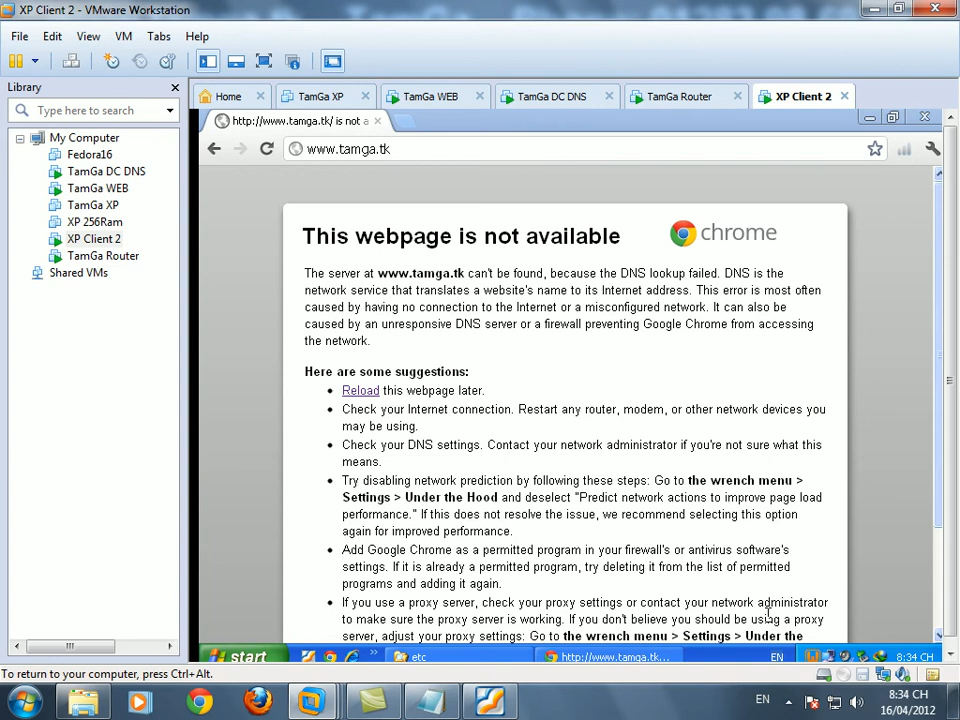 XP Client 2 - VMware Workstation
File Edit View VM Tabs Help
Library
Type here to search
My Computer
Fedora16
TamGa DC DNS
TamGa WEB
TamGa XP
XP 256Ram
XP Client 2
TamGa Router
Shared VMs
Home TamGa XP TamGa WEB TamGa DC DNS TamGa Router XP Client 2
http://www.tamga.tk/ is not a
www.tamga.tk
This webpage is not available
chrome
The server at www.tamga.tk can't be found, because the DNS lookup failed. DNS is the
network service that translates a website's name to its Internet address. This error is most often
caused by having no connection to the Internet or a misconfigured network. It can also be
caused by an unresponsive DNS server or a firewall preventing Google Chrome from accessing
the network.
Here are some suggestions:
Reload this webpage later.
Check your Internet connection. Restart any router, modem, or other network devices you
may be using.
Check your DNS settings. Contact your network administrator if you're not sure what this
means.
Try disabling network prediction by following these steps: Go to the wrench menu >
Settings > Under the Hood and deselect "Predict network actions to improve page load
performance." If this does not resolve the issue, we recommend selecting this option
again for improved performance.
Add Google Chrome as a permitted program in your firewall's or antivirus software's
settings. If it is already a permitted program, try deleting it from the list of permitted
programs and adding it again.
If you use a proxy server, check your proxy settings or contact your network administrator
to make sure the proxy server is working. If you don't believe you should be using a proxy
server, adjust your proxy settings: Go to the wrench menu > Settings > Under the
start etc http://www.tamga.tk... EN 8:34 CH
To return to your computer, press Ctrl+Alt.
EN 8:34 CH
16/04/2012